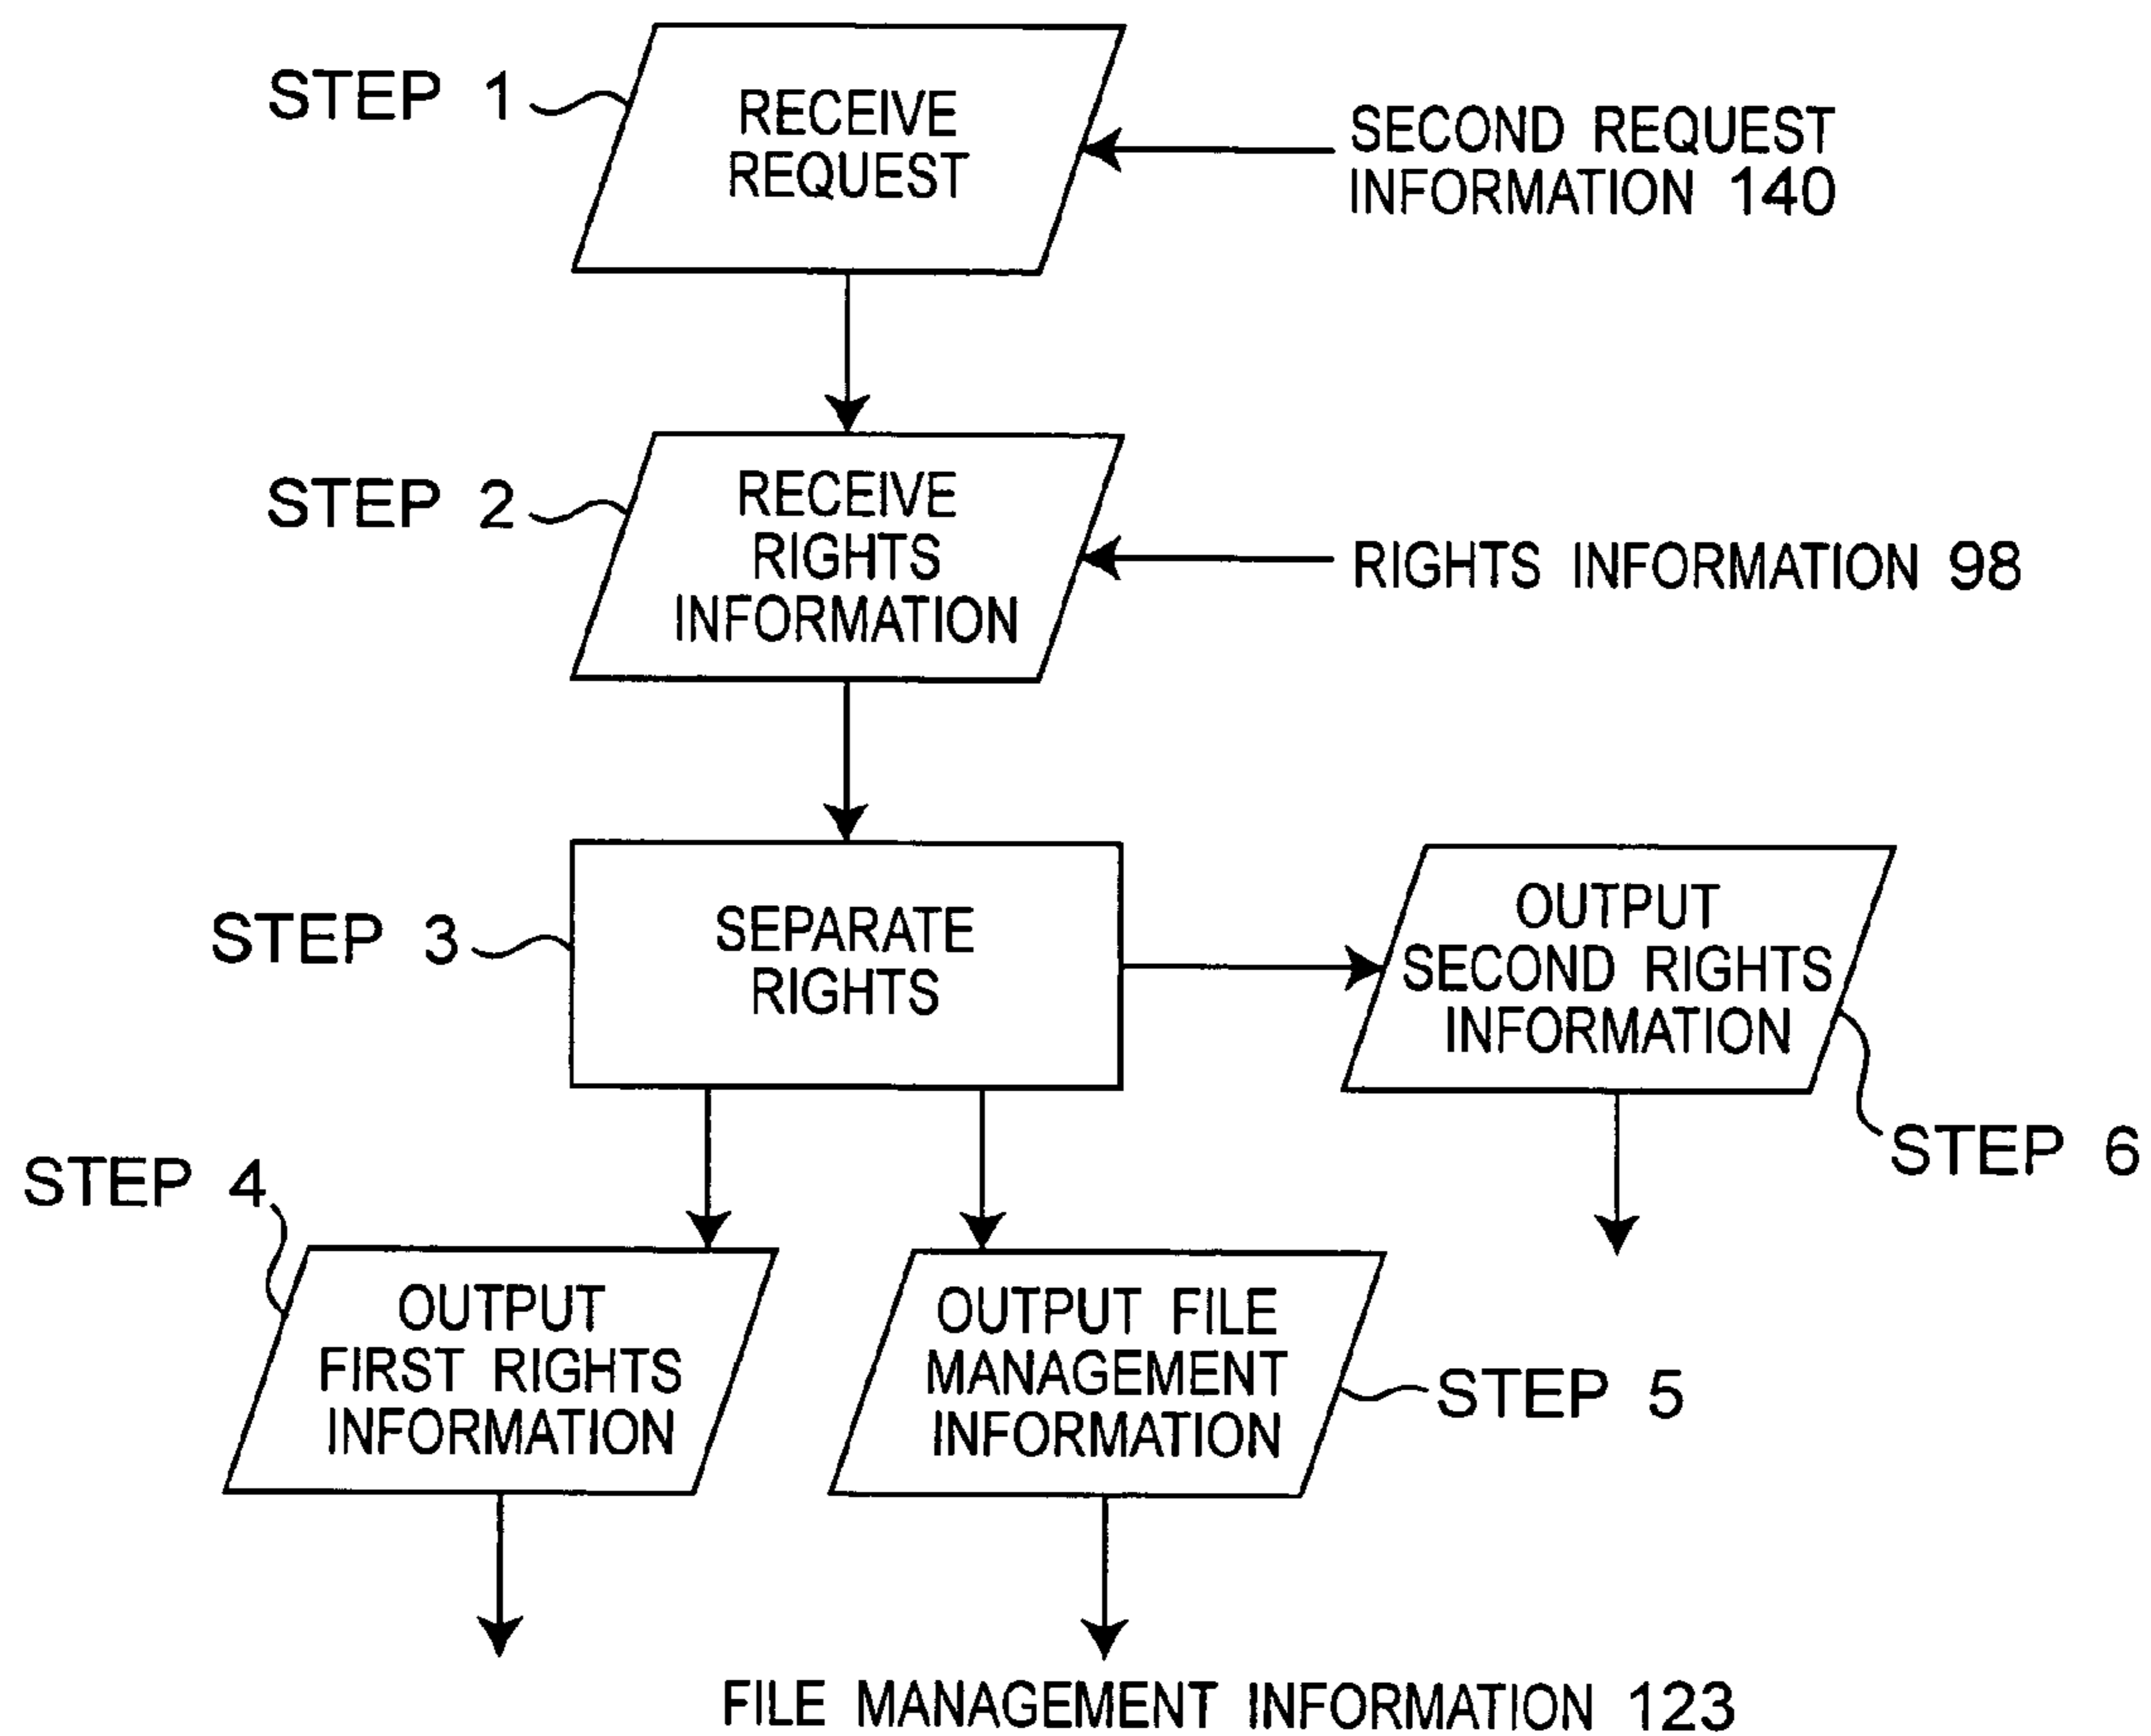 STEP 1
RECEIVE
REQUEST
SECOND REQUEST
INFORMATION 140
STEP 2
RECEIVE
RIGHTS
INFORMATION
RIGHTS INFORMATION 98
STEP 3
SEPARATE
RIGHTS
OUTPUT
SECOND RIGHTS
INFORMATION
STEP 6
STEP 4
OUTPUT
FIRST RIGHTS
INFORMATION
OUTPUT FILE
MANAGEMENT
INFORMATION
STEP 5
FILE MANAGEMENT INFORMATION 123